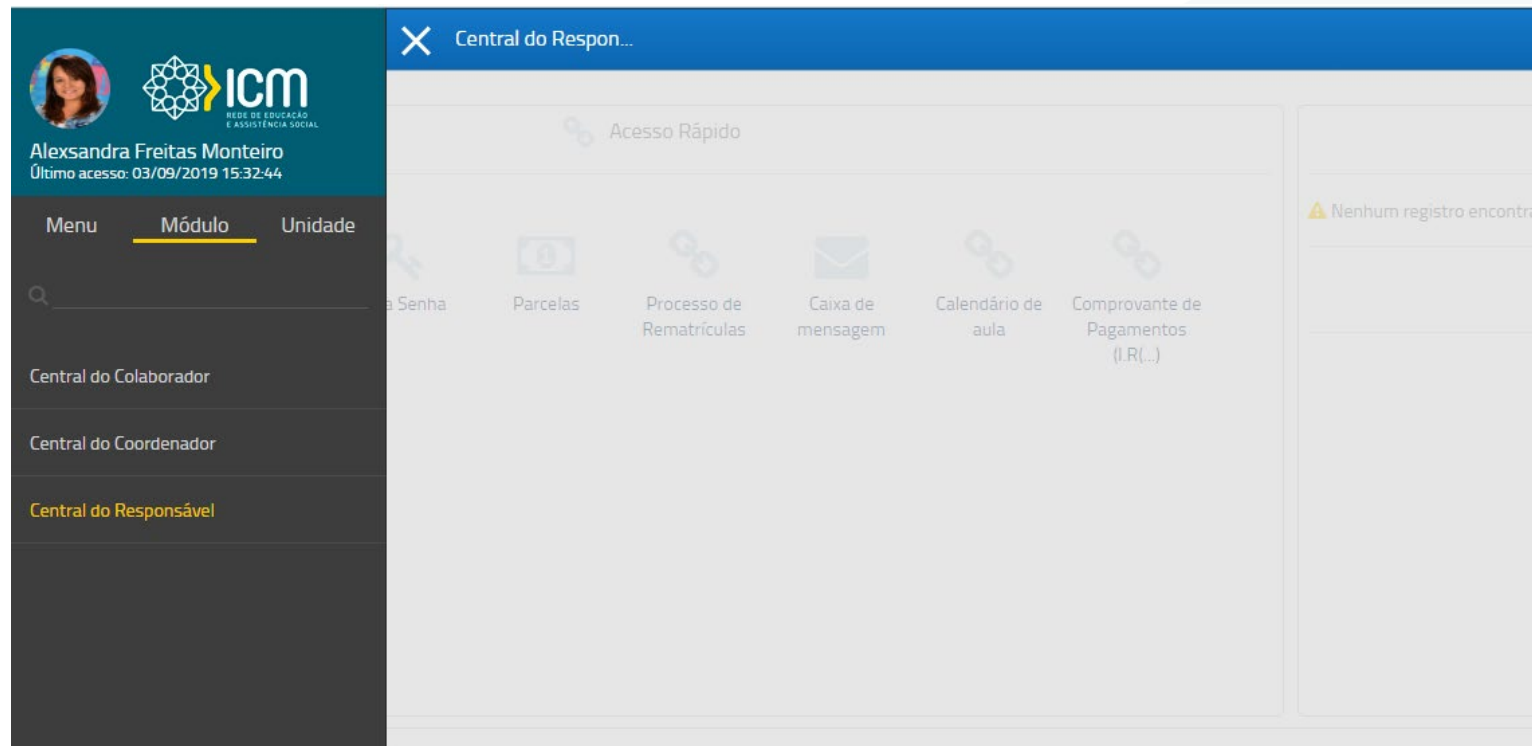 ICM
REDE DE EDUCAÇÃO
E ASSISTÊNCIA SOCIAL
Alexsandra Freitas Monteiro
Último acesso: 03/09/2019 15:32:44
Menu Módulo Unidade
Central do Colaborador
Central do Coordenador
Central do Responsável
Central do Respon...
Acesso Rápido
a Senha
Parcelas
Processo de
Rematrículas
Caixa de
mensagem
Calendário de
aula
Comprovante de
Pagamentos
(I.R(...)
Nenhum registro encontra